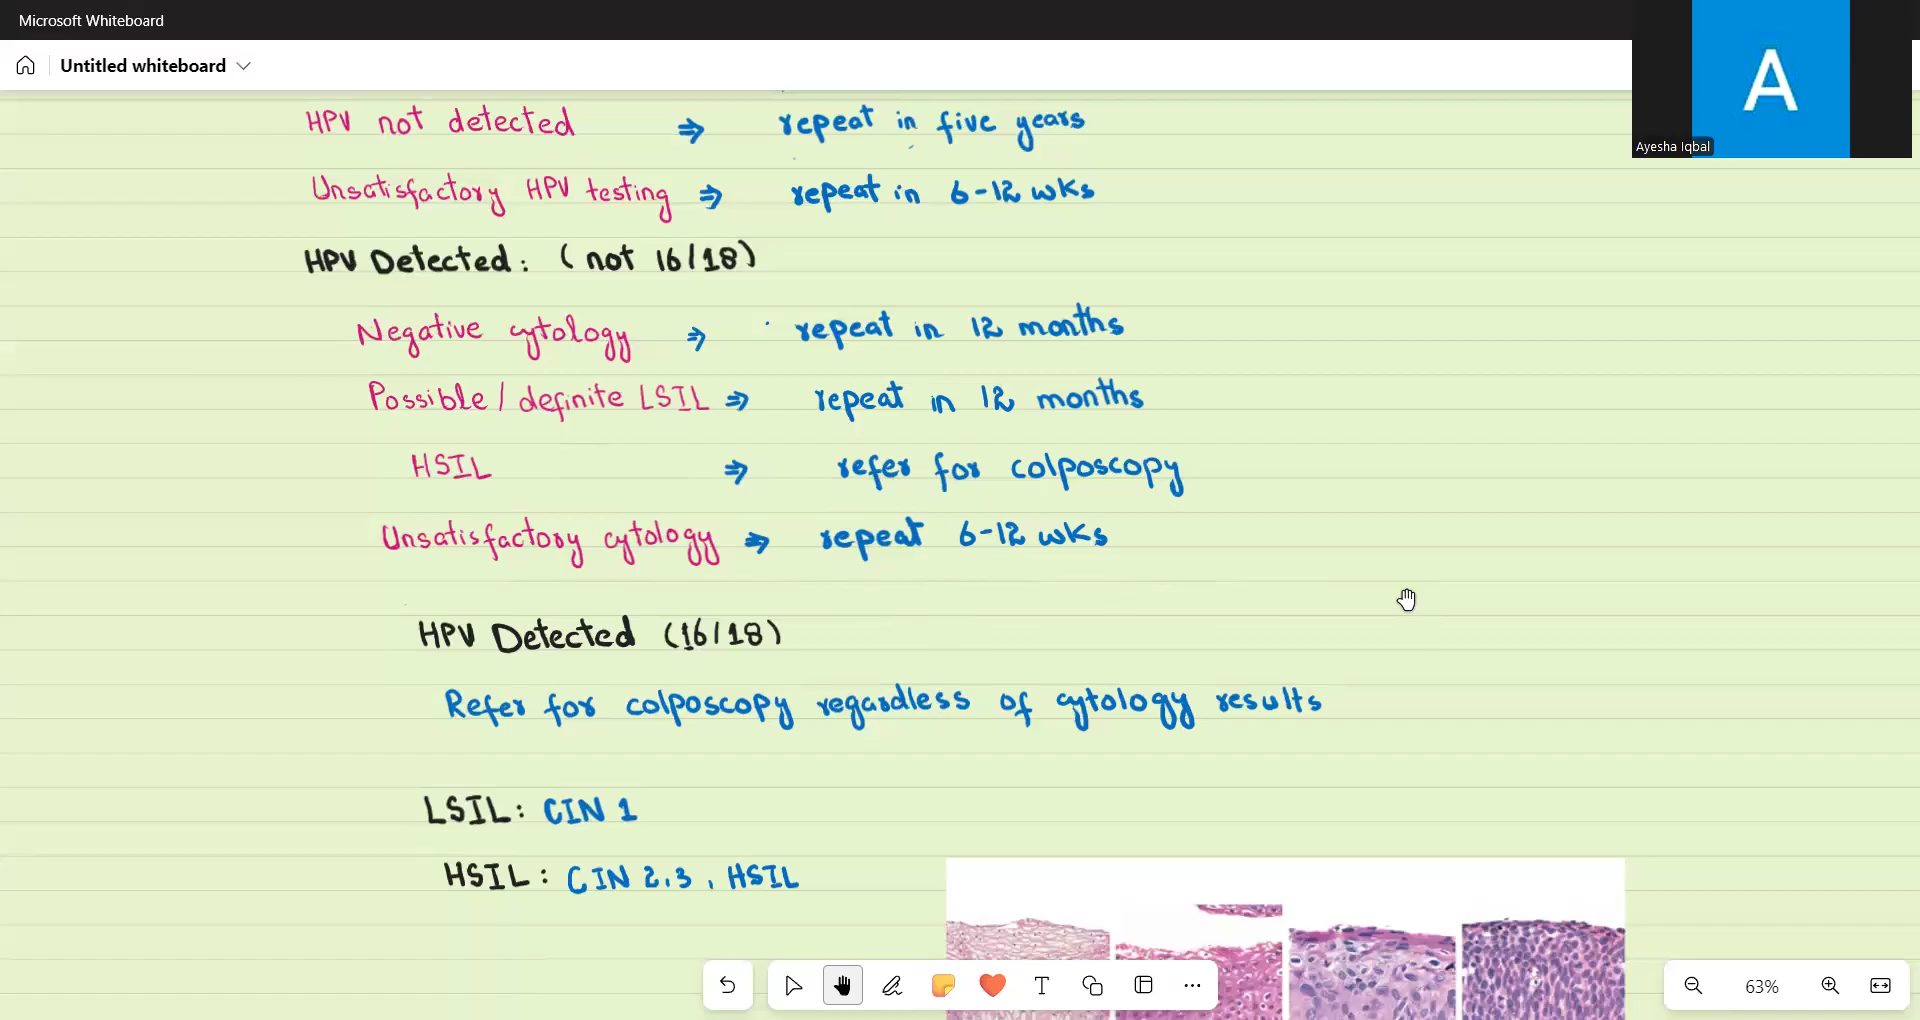 Microsoft Whiteboard
Untitled whiteboard
A
Ayesha Iqbal
HPV not detected ⇒ repeat in five years
Unsatisfactory HPV testing ⇒ repeat in 6-12 wks
HPV Detected: (not 16/18)
Negative cytology ⇒ repeat in 12 months
Possible/definite LSIL ⇒ repeat in 12 months
HSIL ⇒ refer for colposcopy
Unsatisfactory cytology ⇒ repeat 6-12 wks
HPV Detected (16/18)
Refer for colposcopy regardless of cytology results
LSIL: CIN 1
HSIL: CIN 2,3, HSIL
63%